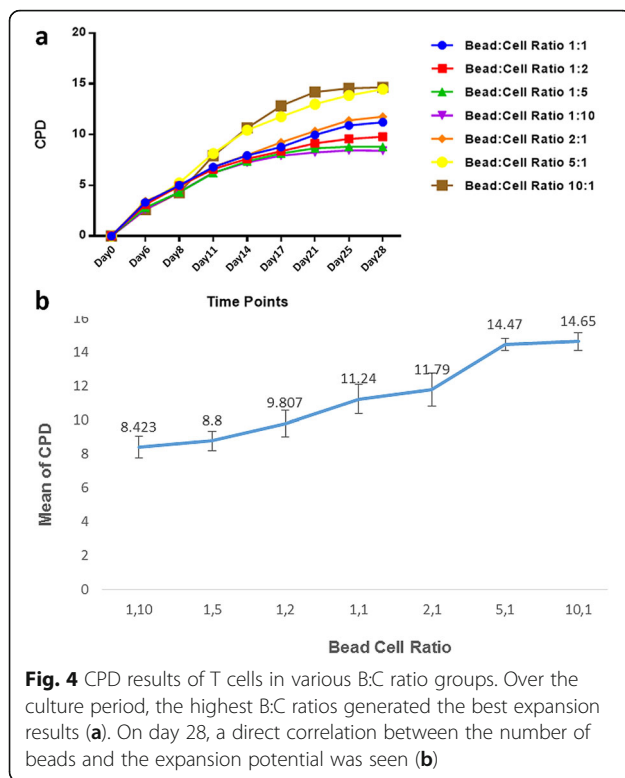 a
20
15
10
5
0
CPD
Day0 Day6 Day8 Day11 Day14 Day17 Day21 Day25 Day28
Time Points
Bead:Cell Ratio 1:1
Bead:Cell Ratio 1:2
Bead:Cell Ratio 1:5
Bead:Cell Ratio 1:10
Bead:Cell Ratio 2:1
Bead:Cell Ratio 5:1
Bead:Cell Ratio 10:1
b
16
14
12
10
8
6
4
2
0
Mean of CPD
8.423 8.8 9.807 11.24 11.79 14.47 14.65
1,10 1,5 1,2 1,1 2,1 5,1 10,1
Bead Cell Ratio
Fig. 4 CPD results of T cells in various B:C ratio groups. Over the
culture period, the highest B:C ratios generated the best expansion
results (a). On day 28, a direct correlation between the number of
beads and the expansion potential was seen (b)